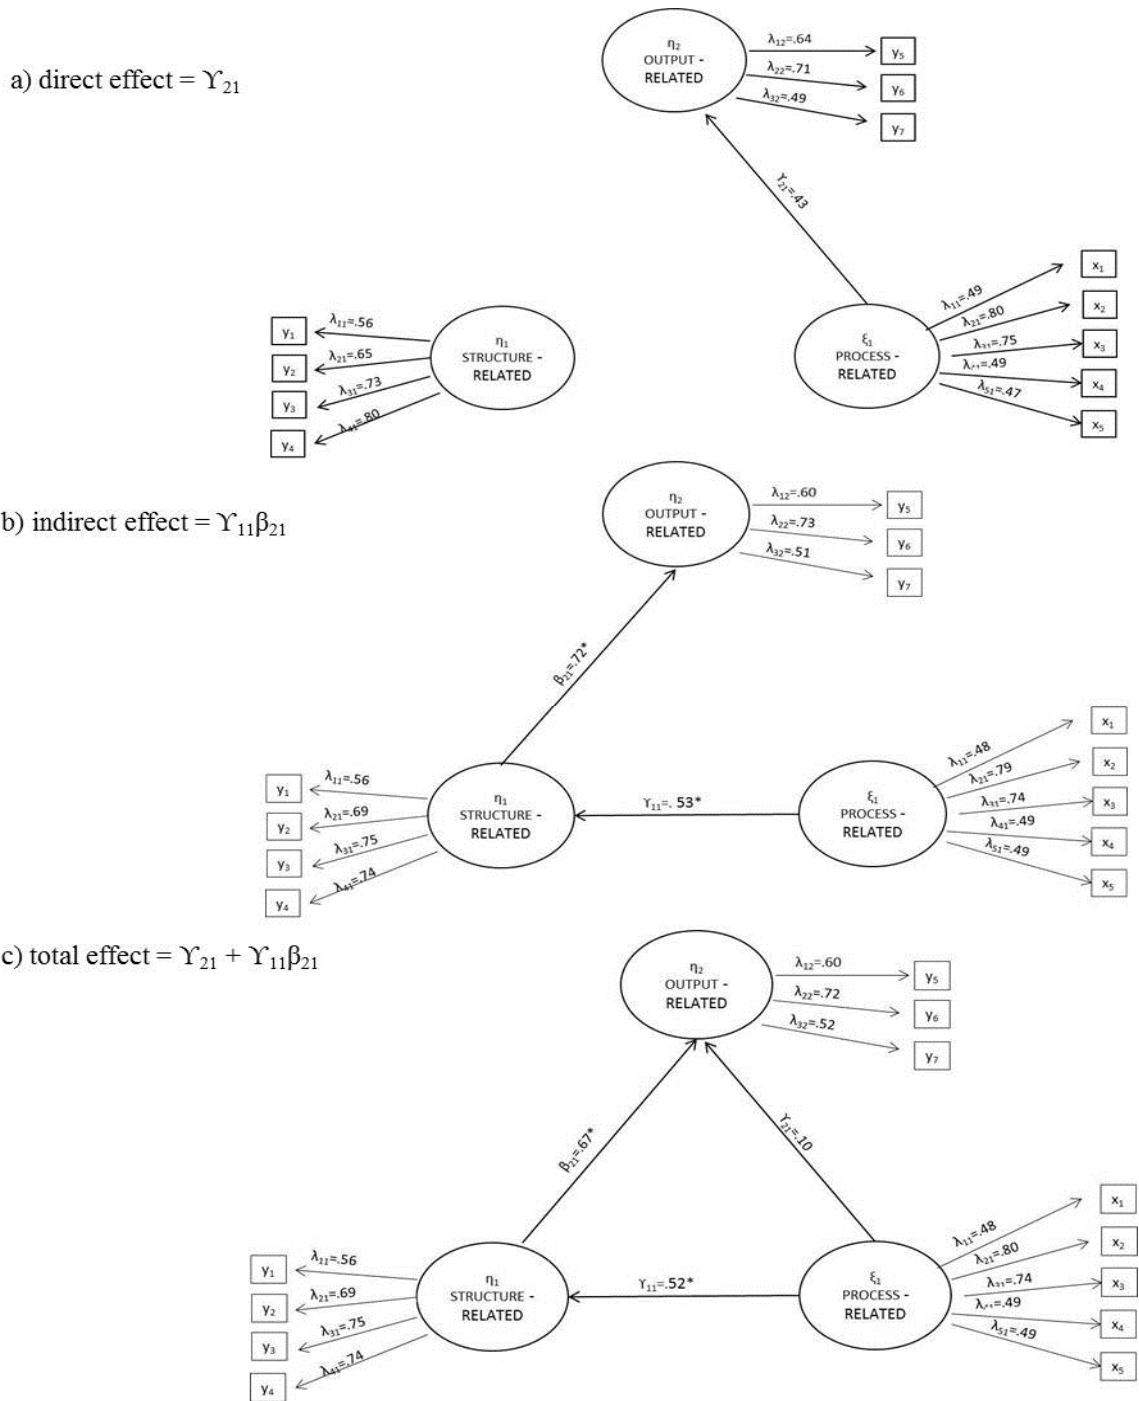 a) direct effect = ϒ₂₁
η₂
OUTPUT -
RELATED
λ₁₂=.64
λ₂₂=.71
λ₃₂=.49
y₅
y₆
y₇
ϒ₂₁=.43
y₁
y₂
y₃
y₄
λ₁₁=.56
λ₂₁=.65
λ₃₁=.73
λ₄₁=.80
η₁
STRUCTURE -
RELATED
ξ₁
PROCESS -
RELATED
λ₁₁=.49
λ₂₁=.80
λ₃₁=.75
=.49
λ₅₁=.47
x₁
x₂
x₃
x₄
x₅
b) indirect effect = ϒ₁₁β₂₁
η₂
OUTPUT -
RELATED
λ₁₂=.60
λ₂₂=.73
λ₃₂=.51
y₅
y₆
y₇
β₂₁=.72*
y₁
y₂
y₃
y₄
λ₁₁=.56
λ₂₁=.69
λ₃₁=.75
λ₄₁=.74
η₁
STRUCTURE -
RELATED
ϒ₁₁=. 53*
ξ₁
PROCESS -
RELATED
λ₁₁=.48
λ₂₁=.79
λ₃₁=.74
λ₄₁=.49
λ₅₁=.49
x₁
x₂
x₃
x₄
x₅
c) total effect = ϒ₂₁ + ϒ₁₁β₂₁
η₂
OUTPUT -
RELATED
λ₁₂=.60
λ₂₂=.72
λ₃₂=.52
y₅
y₆
y₇
β₂₁=.67*
ϒ₂₁=.10
y₁
y₂
y₃
y₄
λ₁₁=.56
λ₂₁=.69
λ₃₁=.75
λ₄₁=.74
η₁
STRUCTURE -
RELATED
ϒ₁₁=.52*
ξ₁
PROCESS -
RELATED
λ₁₁=.48
λ₂₁=.80
λ₃₁=.74
=.49
λ₅₁=.49
x₁
x₂
x₃
x₄
x₅